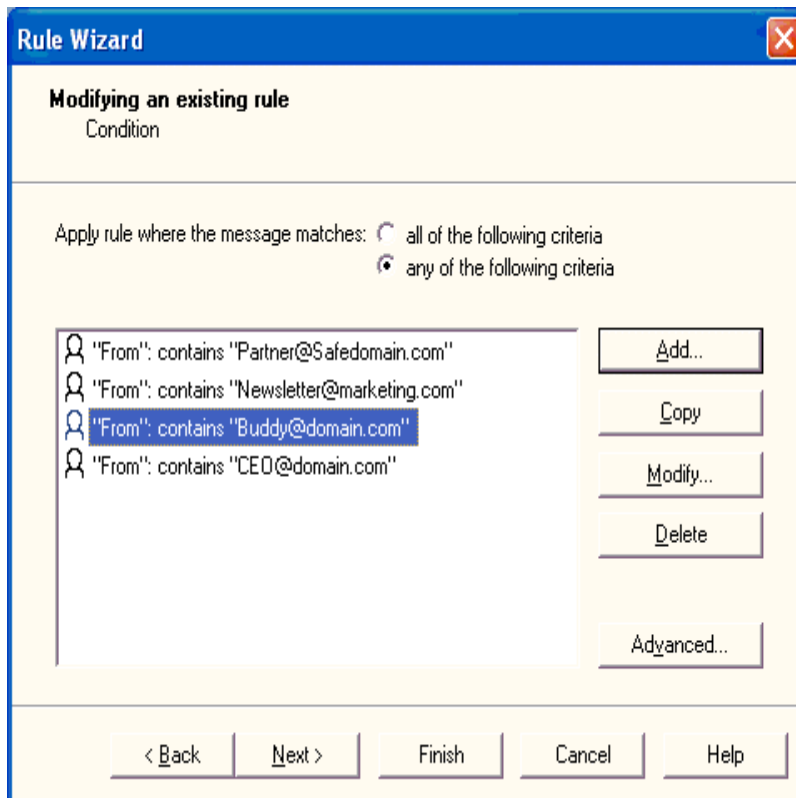 Rule Wizard
Modifying an existing rule
Condition
Apply rule where the message matches: all of the following criteria
any of the following criteria
"From": contains "Partner@Safedomain.com"
"From": contains "Newsletter@marketing.com"
"From": contains "Buddy@domain.com"
"From": contains "CEO@domain.com"
Add...
Copy
Modify...
Delete
Advanced...
< Back Next > Finish Cancel Help